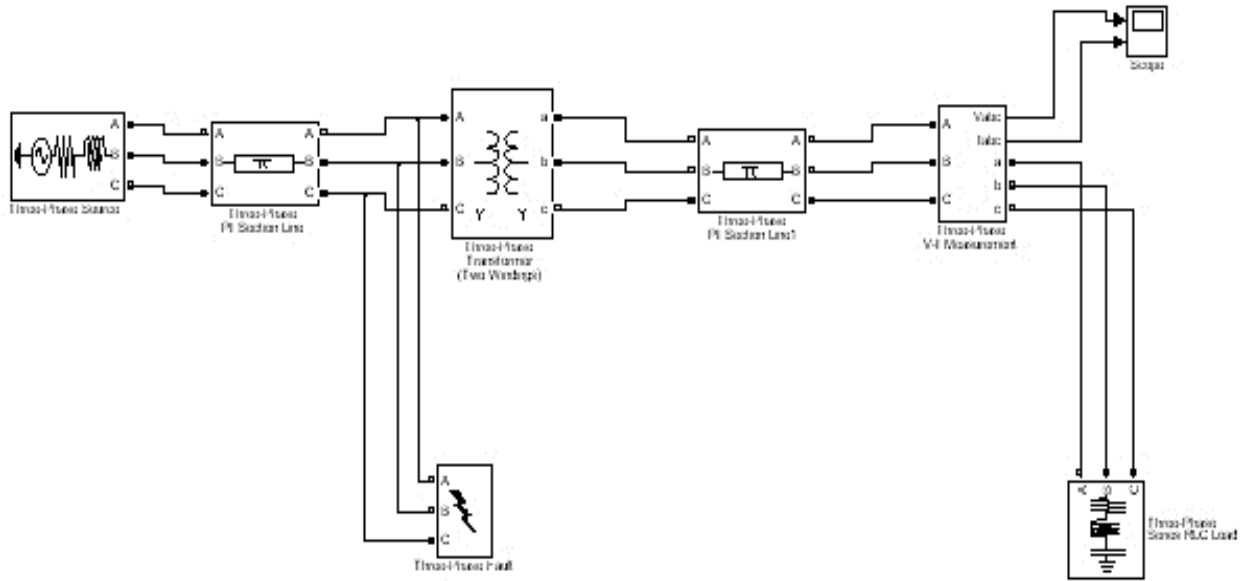 Scope
A
B
C
Three-Phase Source
A
B
C
A
B
C
Three-Phase
PI Section Line
A
B
C
a
b
c
Y Y
Three-Phase
Transformer
(Two Windings)
A
B
C
A
B
C
Three-Phase
PI Section Line1
A
B
C
Vabc
Iabc
a
b
c
Three-Phase
V-I Measurement
A
B
C
Three-Phase Fault
A B C
Three-Phase
Series RLC Load